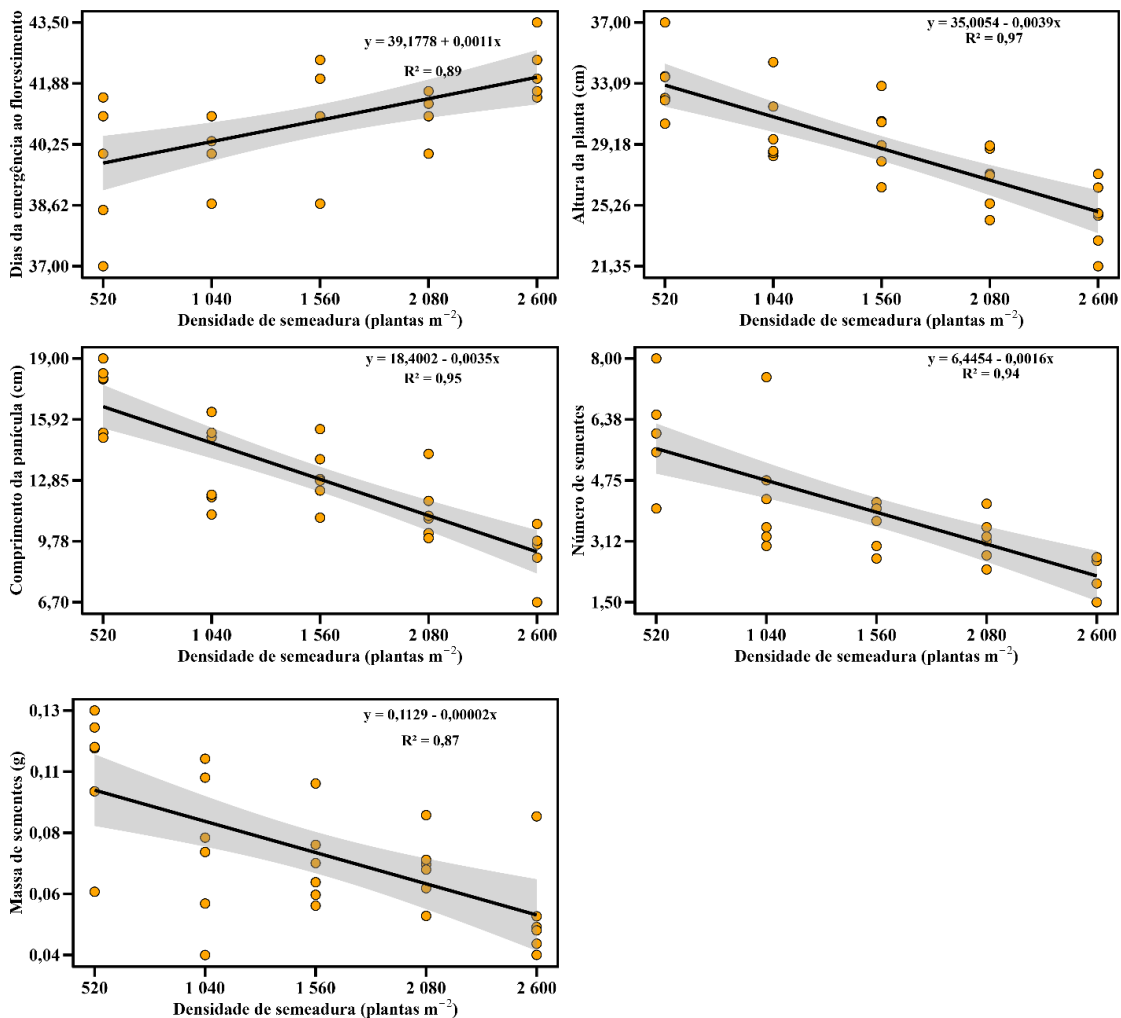 Dias da emergência ao florescimento
43,50
41,88
40,25
38,62
37,00
y = 39,1778 + 0,0011x
R² = 0,89
520
1 040
1 560
2 080
2 600
Densidade de semeadura (plantas m⁻²)
Altura da planta (cm)
37,00
33,09
29,18
25,26
21,35
y = 35,0054 - 0,0039x
R² = 0,97
520
1 040
1 560
2 080
2 600
Densidade de semeadura (plantas m⁻²)
Comprimento da panícula (cm)
19,00
15,92
12,85
9,78
6,70
y = 18,4002 - 0,0035x
R² = 0,95
520
1 040
1 560
2 080
2 600
Densidade de semeadura (plantas m⁻²)
Número de sementes
8,00
6,38
4,75
3,12
1,50
y = 6,4454 - 0,0016x
R² = 0,94
520
1 040
1 560
2 080
2 600
Densidade de semeadura (plantas m⁻²)
Massa de sementes (g)
0,13
0,11
0,08
0,06
0,04
y = 0,1129 - 0,00002x
R² = 0,87
520
1 040
1 560
2 080
2 600
Densidade de semeadura (plantas m⁻²)